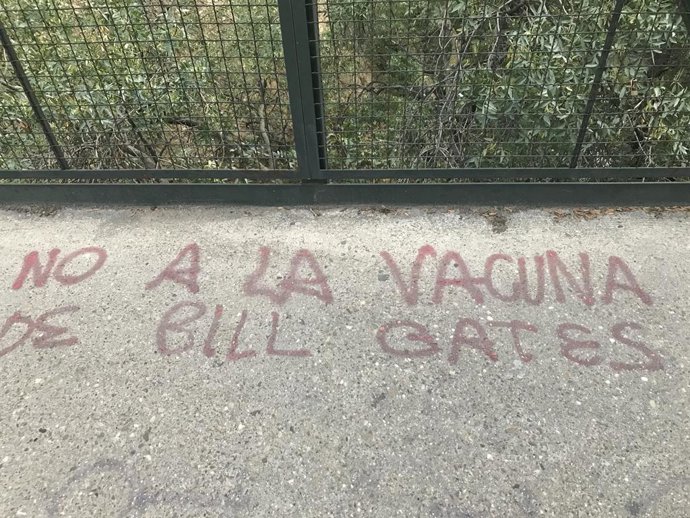 NO A LA VACUNA
DE BILL GATES